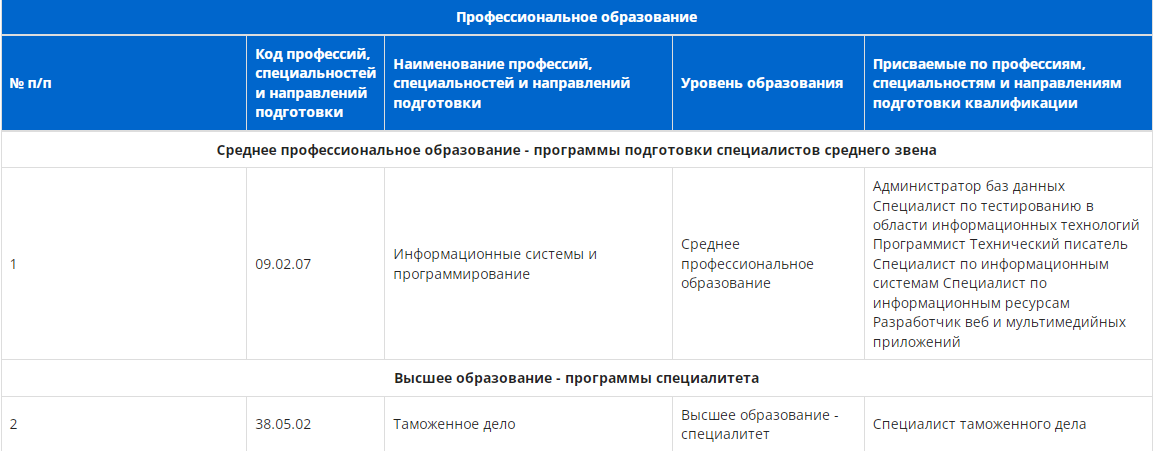 Профессиональное образование
№ п/п
Код профессий,
специальностей
и направлений
подготовки
Наименование профессий,
специальностей и направлений
подготовки
Уровень образования
Присваемые по профессиям,
специальностям и направлениям
подготовки квалификации
Среднее профессиональное образование - программы подготовки специалистов среднего звена
1
09.02.07
Информационные системы и
программирование
Среднее
профессиональное
образование
Администратор баз данных
Специалист по тестированию в
области информационных технологий
Программист Технический писатель
Специалист по информационным
системам Специалист по
информационным ресурсам
Разработчик веб и мультимедийных
приложений
Высшее образование - программы специалитета
2
38.05.02
Таможенное дело
Высшее образование -
специалитет
Специалист таможенного дела